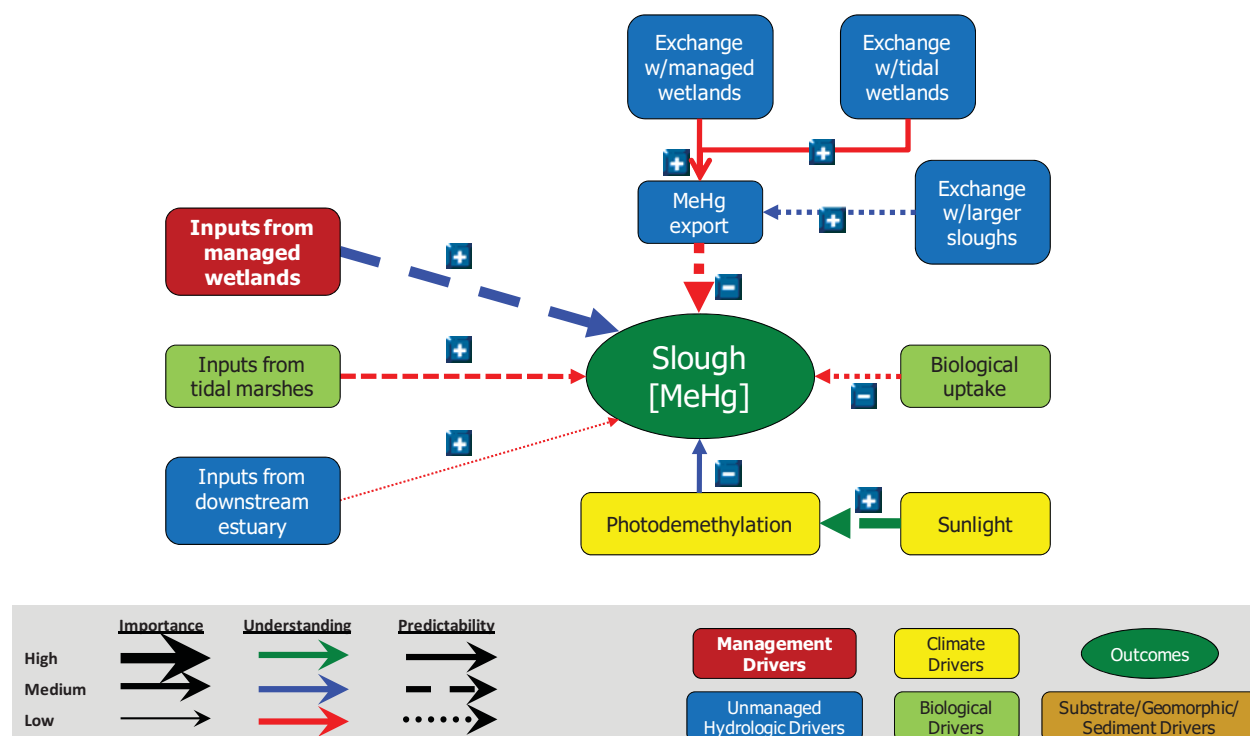 Exchange
w/managed
wetlands
Exchange
w/tidal
wetlands
+
+
MeHg
export
+
Exchange
w/larger
sloughs
Inputs from
managed
wetlands
+
−
Slough
[MeHg]
Inputs from
tidal marshes
+
Biological
uptake
−
Inputs from
downstream
estuary
+
−
Photodemethylation
+
Sunlight
Importance Understanding Predictability
High
Medium
Low
Management
Drivers
Climate
Drivers
Outcomes
Unmanaged
Hydrologic Drivers
Biological
Drivers
Substrate/Geomorphic/
Sediment Drivers